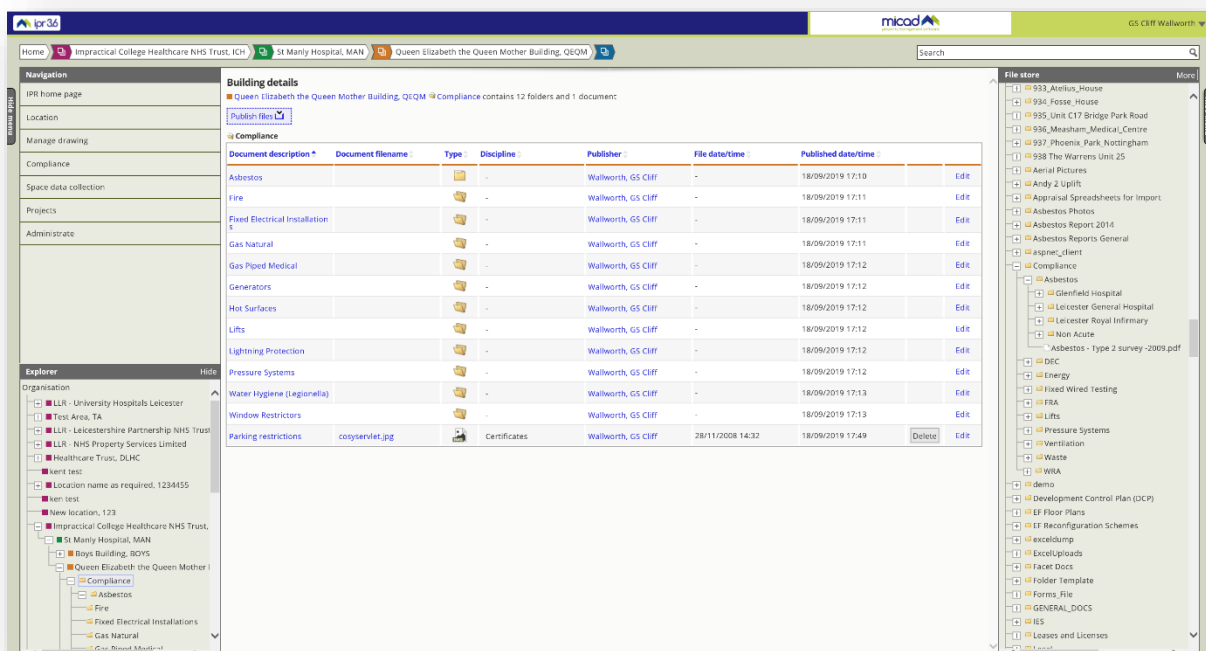 ipr 3.6
micad
GS Cliff Wallworth
Home Impractical College Healthcare NHS Trust, ICH St Manly Hospital, MAN Queen Elizabeth the Queen Mother Building, QEQM
Search
Hide menu
Navigation
IPR home page
Location
Manage drawing
Compliance
Space data collection
Projects
Administrate
Explorer Hide
Organisation
LLR - University Hospitals Leicester
Test Area, TA
LLR - Leicestershire Partnership NHS Trust
LLR - NHS Property Services Limited
Healthcare Trust, DLHC
kent test
Location name as required, 1234455
ken test
New location, 123
Impractical College Healthcare NHS Trust,
St Manly Hospital, MAN
Boys Building, BOYS
Queen Elizabeth the Queen Mother
Compliance
Asbestos
Fire
Fixed Electrical Installations
Gas Natural
Gas Piped Medical
Building details
Queen Elizabeth the Queen Mother Building, QEQM Compliance contains 12 folders and 1 document
Publish files
Compliance
Document description Document filename Type Discipline Publisher File date/time Published date/time
Asbestos - Wallworth, GS Cliff - 18/09/2019 17:10 Edit
Fire - Wallworth, GS Cliff - 18/09/2019 17:11 Edit
Fixed Electrical Installation
s - Wallworth, GS Cliff - 18/09/2019 17:11 Edit
Gas Natural - Wallworth, GS Cliff - 18/09/2019 17:11 Edit
Gas Piped Medical - Wallworth, GS Cliff - 18/09/2019 17:12 Edit
Generators - Wallworth, GS Cliff - 18/09/2019 17:12 Edit
Hot Surfaces - Wallworth, GS Cliff - 18/09/2019 17:12 Edit
Lifts - Wallworth, GS Cliff - 18/09/2019 17:12 Edit
Lightning Protection - Wallworth, GS Cliff - 18/09/2019 17:12 Edit
Pressure Systems - Wallworth, GS Cliff - 18/09/2019 17:12 Edit
Water Hygiene (Legionella) - Wallworth, GS Cliff - 18/09/2019 17:13 Edit
Window Restrictors - Wallworth, GS Cliff - 18/09/2019 17:13 Edit
Parking restrictions cosyservlet.jpg Certificates Wallworth, GS Cliff 28/11/2008 14:32 18/09/2019 17:49 Delete Edit
File store More
933_Atelius_House
934_Fosse_House
935_Unit C17 Bridge Park Road
936_Measham_Medical_Centre
937_Phoenix_Park_Nottingham
938 The Warrens Unit 25
Aerial Pictures
Andy 2 Uplift
Appraisal Spreadsheets for Import
Asbestos Photos
Asbestos Report 2014
Asbestos Reports General
aspnet_client
Compliance
Asbestos
Glenfield Hospital
Leicester General Hospital
Leicester Royal Infirmary
Non Acute
Asbestos - Type 2 survey -2009.pdf
DEC
Energy
Fixed Wired Testing
FRA
Lifts
Pressure Systems
Ventilation
Waste
WRA
demo
Development Control Plan (DCP)
EF Floor Plans
EF Reconfiguration Schemes
exceldump
ExcelUploads
Facet Docs
Folder Template
Forms_File
GENERAL_DOCS
IES
Leases and Licenses